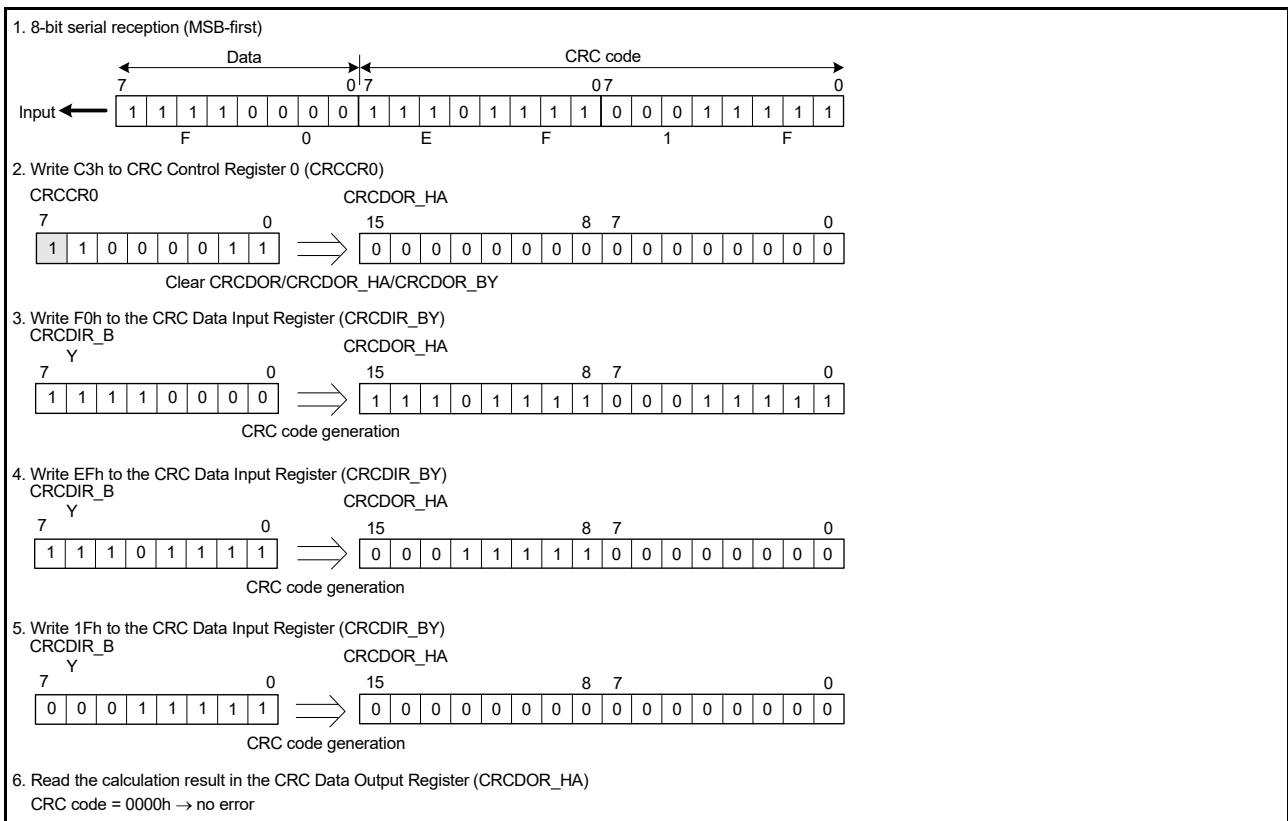 1. 8-bit serial reception (MSB-first)
Data CRC code
7 0 7 0 7 0
Input 1 1 1 1 0 0 0 0 1 1 1 0 1 1 1 1 0 0 0 1 1 1 1 1
F 0 E F 1 F
2. Write C3h to CRC Control Register 0 (CRCCR0)
CRCCR0 CRCDOR_HA
7 0 15 8 7 0
1 1 0 0 0 0 1 1 0 0 0 0 0 0 0 0 0 0 0 0 0 0 0 0
Clear CRCDOR/CRCDOR_HA/CRCDOR_BY
3. Write F0h to the CRC Data Input Register (CRCDIR_BY)
CRCDIR_B
Y CRCDOR_HA
7 0 15 8 7 0
1 1 1 1 0 0 0 0 1 1 1 0 1 1 1 1 0 0 0 1 1 1 1 1
CRC code generation
4. Write EFh to the CRC Data Input Register (CRCDIR_BY)
CRCDIR_B
Y CRCDOR_HA
7 0 15 8 7 0
1 1 1 0 1 1 1 1 0 0 0 1 1 1 1 1 0 0 0 0 0 0 0 0
CRC code generation
5. Write 1Fh to the CRC Data Input Register (CRCDIR_BY)
CRCDIR_B
Y CRCDOR_HA
7 0 15 8 7 0
0 0 0 1 1 1 1 1 0 0 0 0 0 0 0 0 0 0 0 0 0 0 0 0
CRC code generation
6. Read the calculation result in the CRC Data Output Register (CRCDOR_HA)
CRC code = 0000h → no error